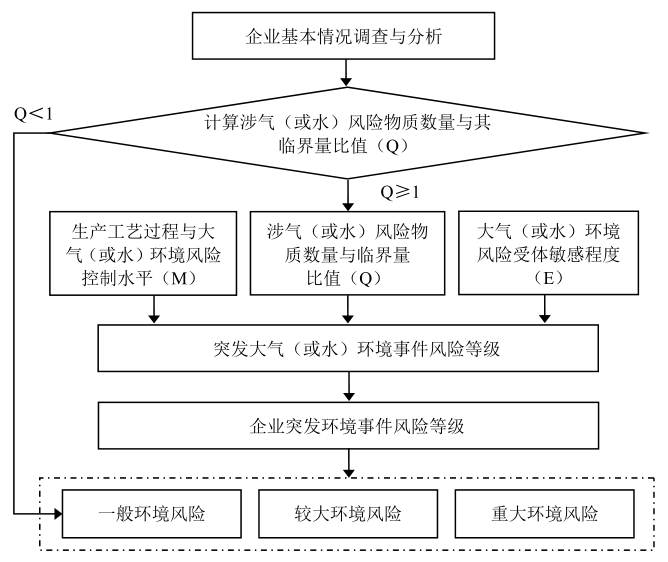 企业基本情况调查与分析
Q＜1
计算涉气（或水）风险物质数量与其
临界量比值（Q）
Q≥1
生产工艺过程与大
气（或水）环境风险
控制水平（M）
涉气（或水）风险物
质数量与临界量
比值（Q）
大气（或水）环境
风险受体敏感程度
（E）
突发大气（或水）环境事件风险等级
企业突发环境事件风险等级
一般环境风险
较大环境风险
重大环境风险